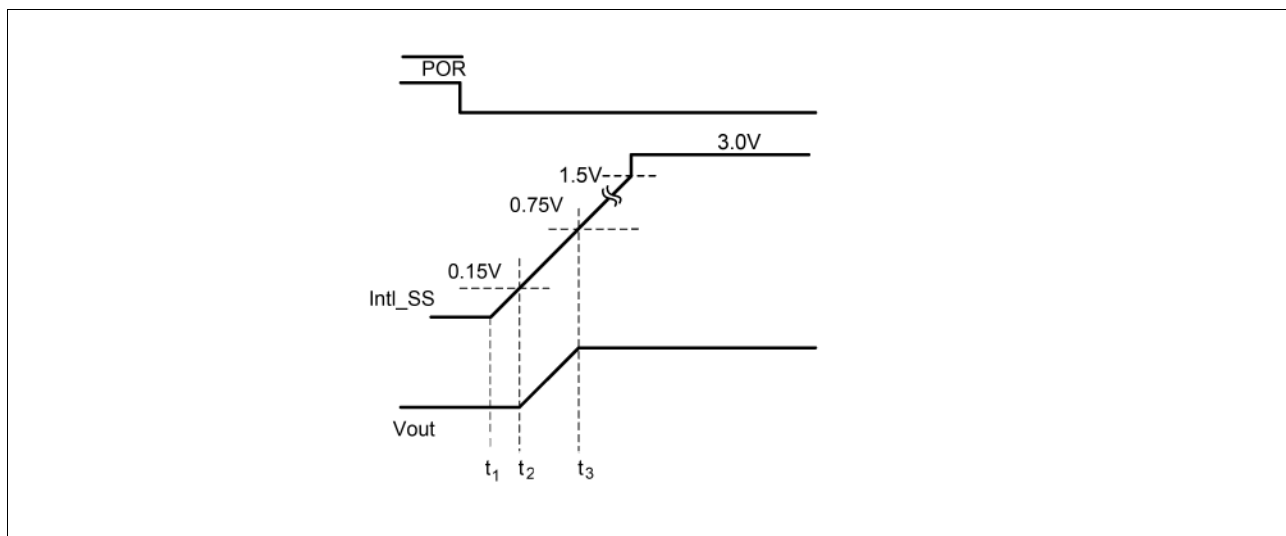 POR
3.0V
1.5V
0.75V
0.15V
Intl_SS
Vout
t₁ t₂ t₃